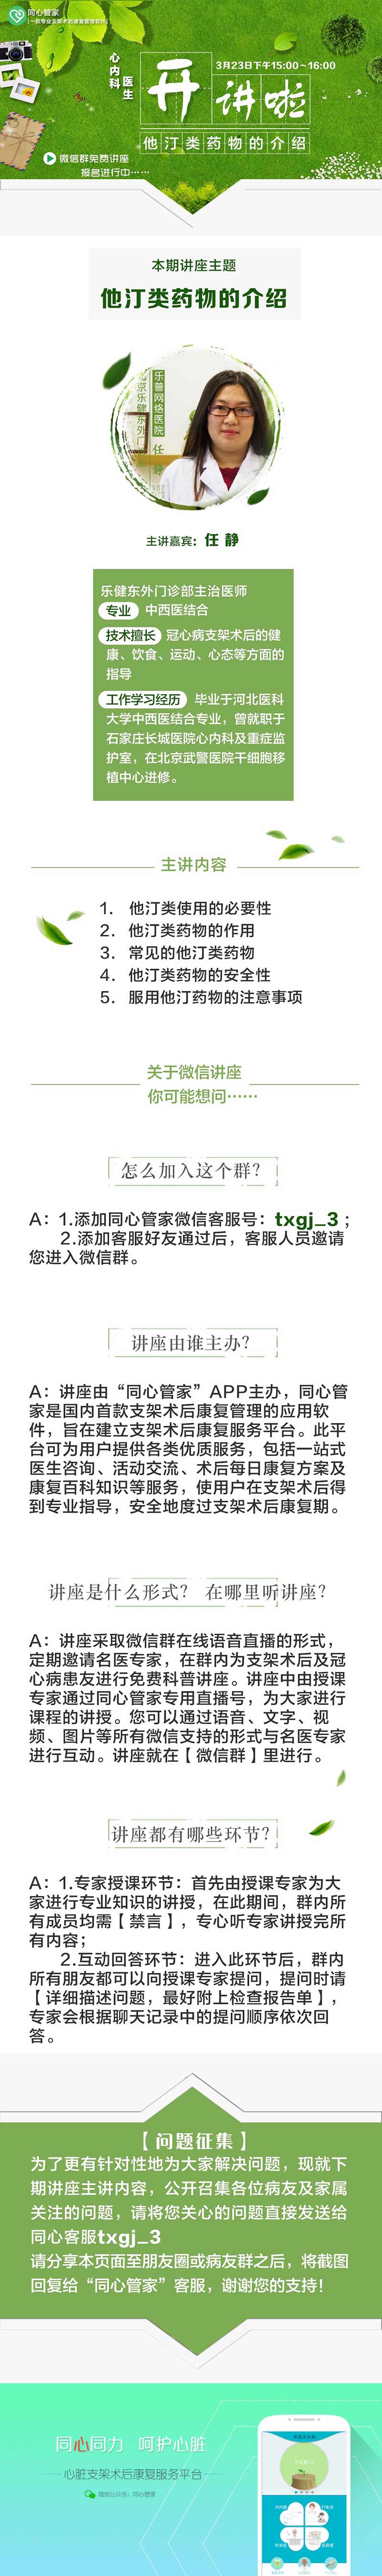 同心管家
[一款专业支架术后康复管理软件]
心内科
医生
开讲啦
3月23日下午15:00~16:00
他汀类药物的介绍
微信群免费讲座
报名进行中……
本期讲座主题
他汀类药物的介绍
乐普网络医院 任静
北京乐健东外门诊部
主讲嘉宾：任 静
乐健东外门诊部主治医师
专业 中西医结合
技术擅长 冠心病支架术后的健
康、饮食、运动、心态等方面的
指导
工作学习经历 毕业于河北医科
大学中西医结合专业，曾就职于
石家庄长城医院心内科及重症监
护室，在北京武警医院干细胞移
植中心进修。
主讲内容
1. 他汀类使用的必要性
2. 他汀类药物的作用
3. 常见的他汀类药物
4. 他汀类药物的安全性
5. 服用他汀药物的注意事项
关于微信讲座
你可能想问……
怎么加入这个群？
A：1.添加同心管家微信客服号：txgj_3；
2.添加客服好友通过后，客服人员邀请
您进入微信群。
讲座由谁主办？
A：讲座由“同心管家”APP主办，同心管
家是国内首款支架术后康复管理的应用软
件，旨在建立支架术后康复服务平台。此平
台可为用户提供各类优质服务，包括一站式
医生咨询、活动交流、术后每日康复方案及
康复百科知识等服务，使用户在支架术后得
到专业指导，安全地度过支架术后康复期。
讲座是什么形式？ 在哪里听讲座？
A：讲座采取微信群在线语音直播的形式，
定期邀请名医专家，在群内为支架术后及冠
心病患友进行免费科普讲座。讲座中由授课
专家通过同心管家专用直播号，为大家进行
课程的讲授。您可以通过语音、文字、视
频、图片等所有微信支持的形式与名医专家
进行互动。讲座就在【微信群】里进行。
讲座都有哪些环节？
A：1.专家授课环节：首先由授课专家为大
家进行专业知识的讲授，在此期间，群内所
有成员均需【禁言】，专心听专家讲授完所
有内容；
2.互动回答环节：进入此环节后，群内
所有朋友都可以向授课专家提问，提问时请
【详细描述问题，最好附上检查报告单】，
专家会根据聊天记录中的提问顺序依次回
答。
【问题征集】
为了更有针对性地为大家解决问题，现就下
期讲座主讲内容，公开召集各位病友及家属
关注的问题，请将您关心的问题直接发送给
同心客服txgj_3
请分享本页面至朋友圈或病友群之后，将截图
回复给“同心管家”客服，谢谢您的支持！
同心同力 呵护心脏
心脏支架术后康复服务平台
微信公众号：同心管家